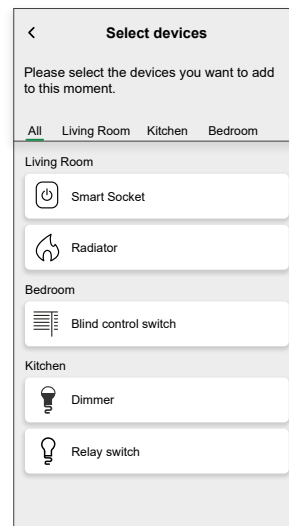 Select devices
Please select the devices you want to add
to this moment.
All Living Room Kitchen Bedroom
Living Room
Smart Socket
Radiator
Bedroom
Blind control switch
Kitchen
Dimmer
Relay switch